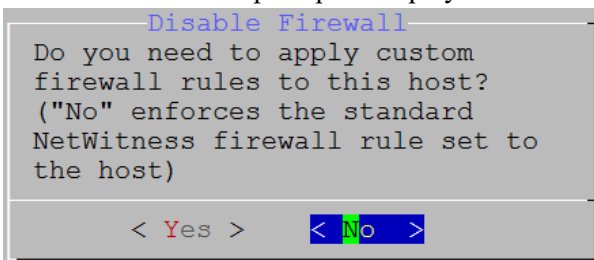 Disable Firewall
Do you need to apply custom
firewall rules to this host?
("No" enforces the standard
NetWitness firewall rule set to
the host)
< Yes > < No >